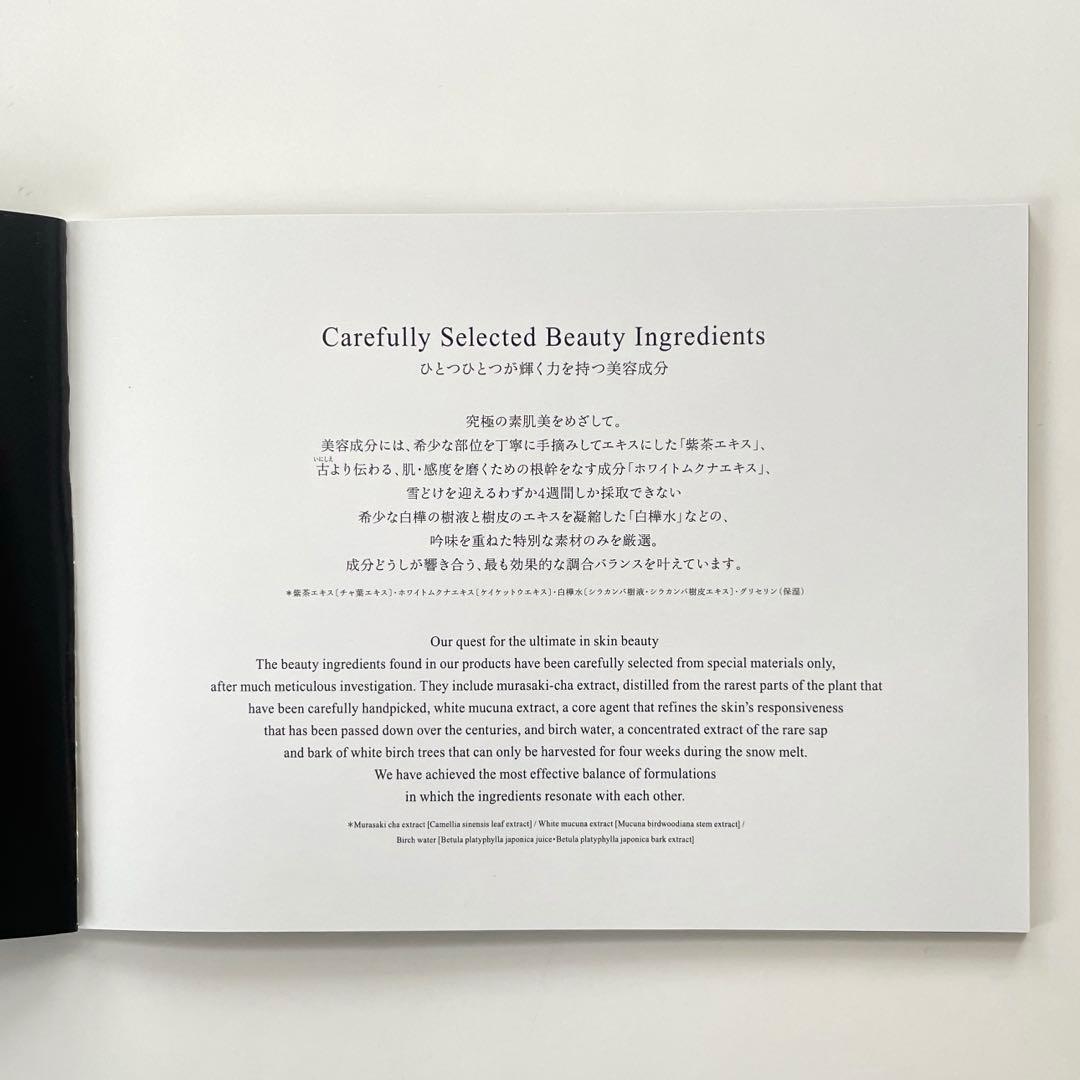 Carefully Selected Beauty Ingredients
ひとつひとつが輝く力を持つ美容成分
究極の素肌美をめざして。
美容成分には、希少な部位を丁寧に手摘みしてエキスにした「紫茶エキス」、
いにしえ
古より伝わる、肌・感度を磨くための根幹をなす成分「ホワイトムクナエキス」、
雪どけを迎えるわずか4週間しか採取できない
希少な白樺の樹液と樹皮のエキスを凝縮した「白樺水」などの、
吟味を重ねた特別な素材のみを厳選。
成分どうしが響き合う、最も効果的な調合バランスを叶えています。
＊紫茶エキス〔チャ葉エキス〕・ホワイトムクナエキス〔ケイケットウエキス〕・白樺水〔シラカンバ樹液・シラカンバ樹皮エキス〕・グリセリン（保湿）
Our quest for the ultimate in skin beauty
The beauty ingredients found in our products have been carefully selected from special materials only,
after much meticulous investigation. They include murasaki-cha extract, distilled from the rarest parts of the plant that
have been carefully handpicked, white mucuna extract, a core agent that refines the skin's responsiveness
that has been passed down over the centuries, and birch water, a concentrated extract of the rare sap
and bark of white birch trees that can only be harvested for four weeks during the snow melt.
We have achieved the most effective balance of formulations
in which the ingredients resonate with each other.
＊Murasaki cha extract [Camellia sinensis leaf extract] / White mucuna extract [Mucuna birdwoodiana stem extract] /
Birch water [Betula platyphylla japonica juice・Betula platyphylla japonica bark extract]